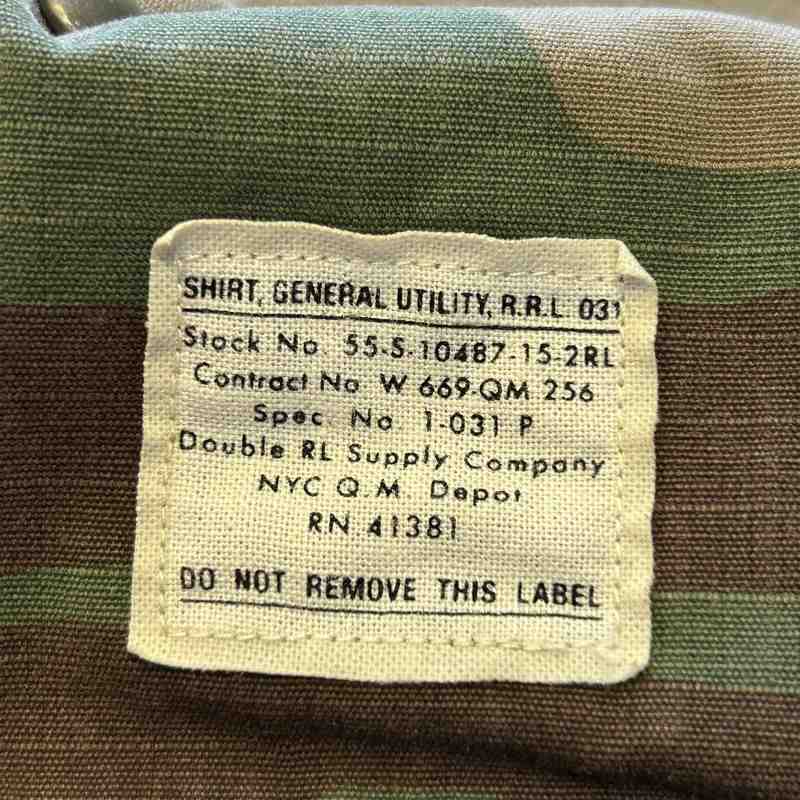 SHIRT, GENERAL UTILITY, R.R.L 031
Stock No. 55-S-10487-15-2RL
Contract No. W 669-QM 256
Spec. No. 1-031 P
Double RL Supply Company
NYC Q.M. Depot
RN 41381
DO NOT REMOVE THIS LABEL